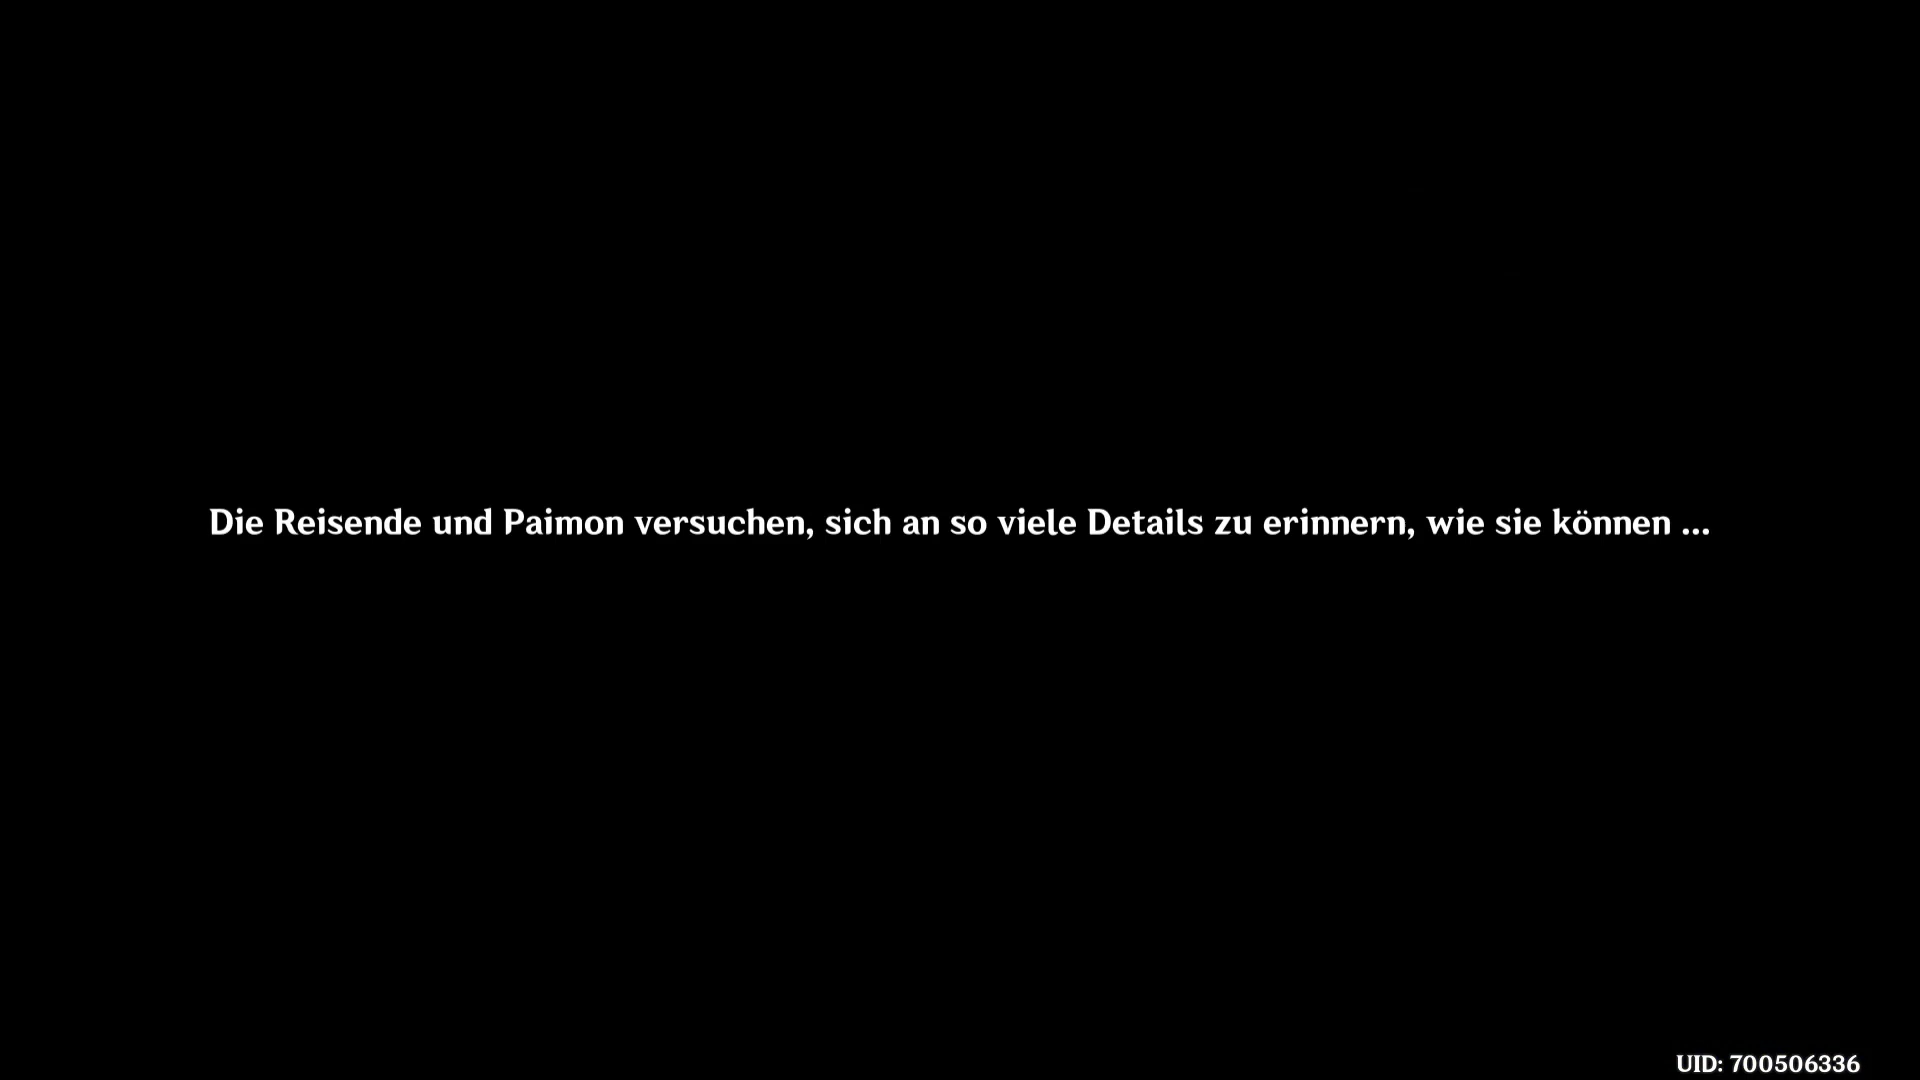 Die Reisende und Paimon versuchen, sich an so viele Details zu erinnern, wie sie können ...
UID: 700506336